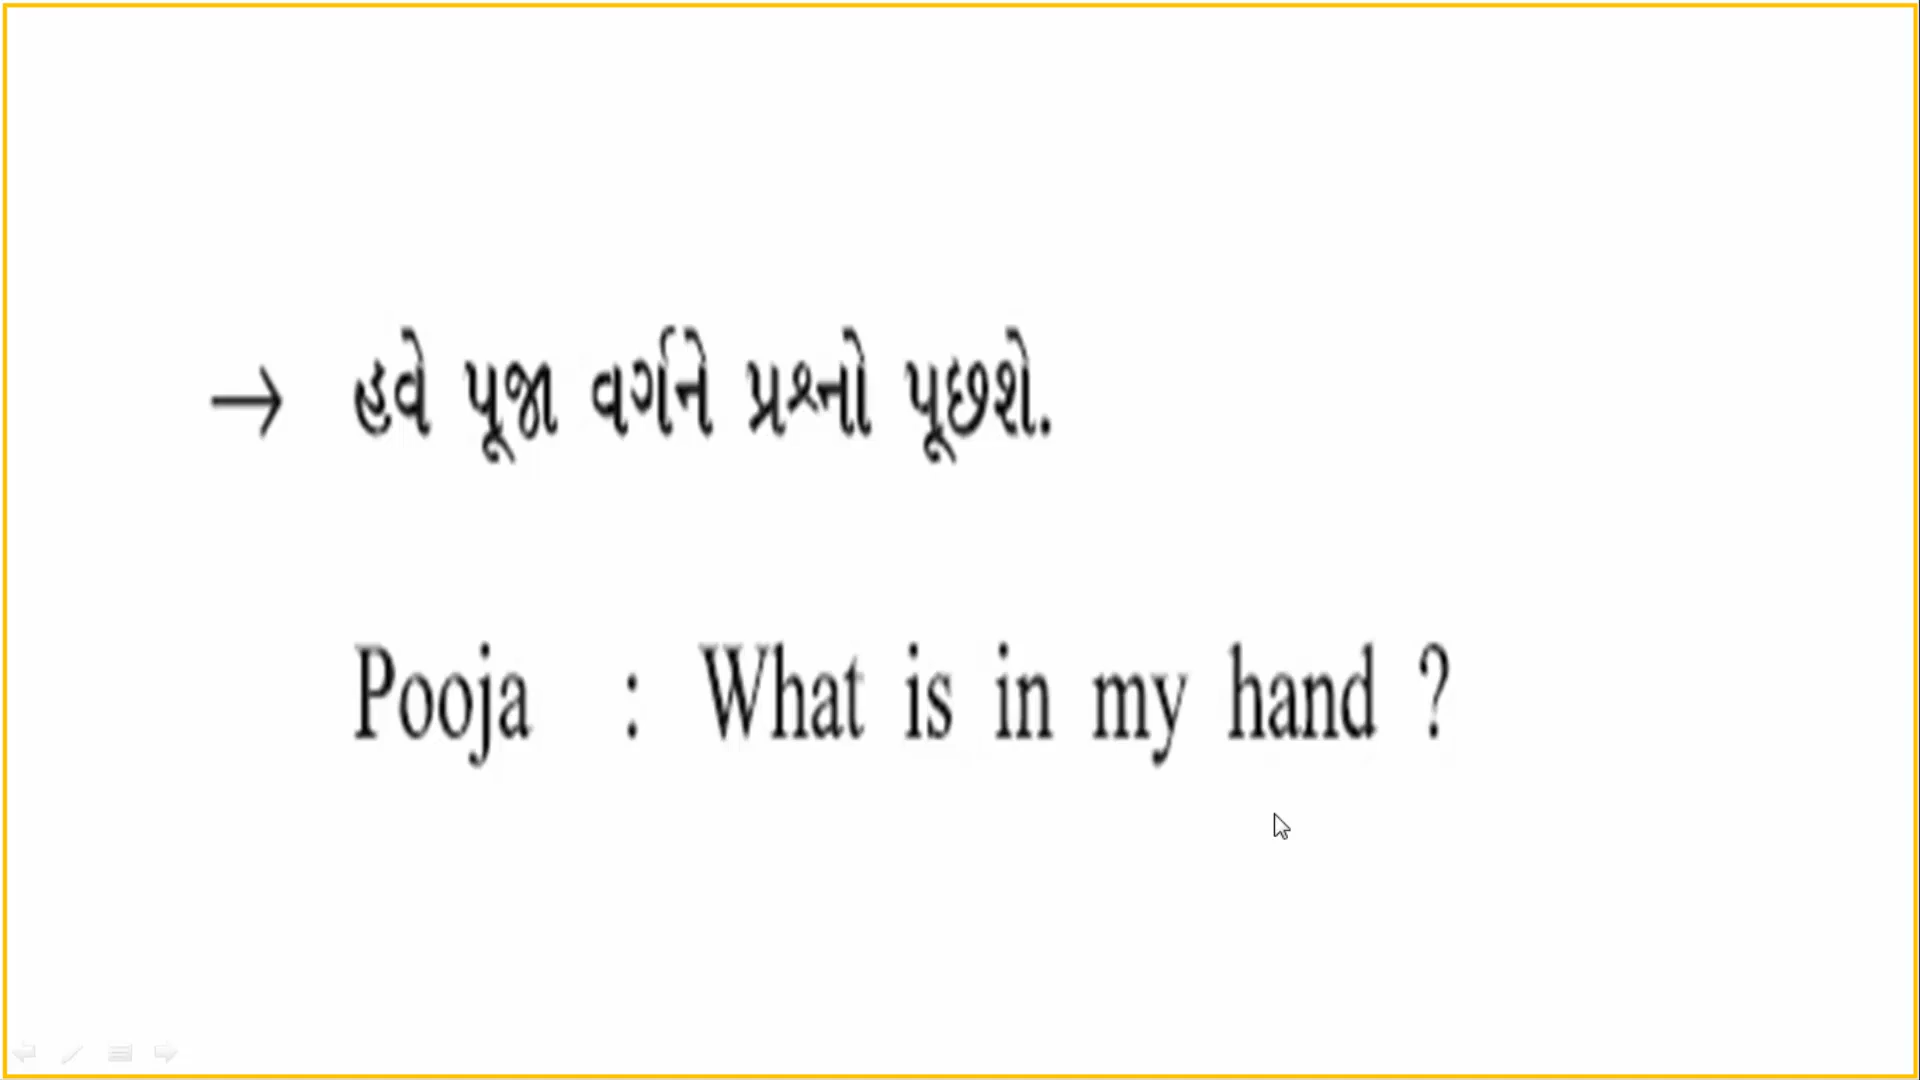 → હવે પૂજા વર્ગને પ્રશ્નો પૂછશે.
Pooja : What is in my hand ?